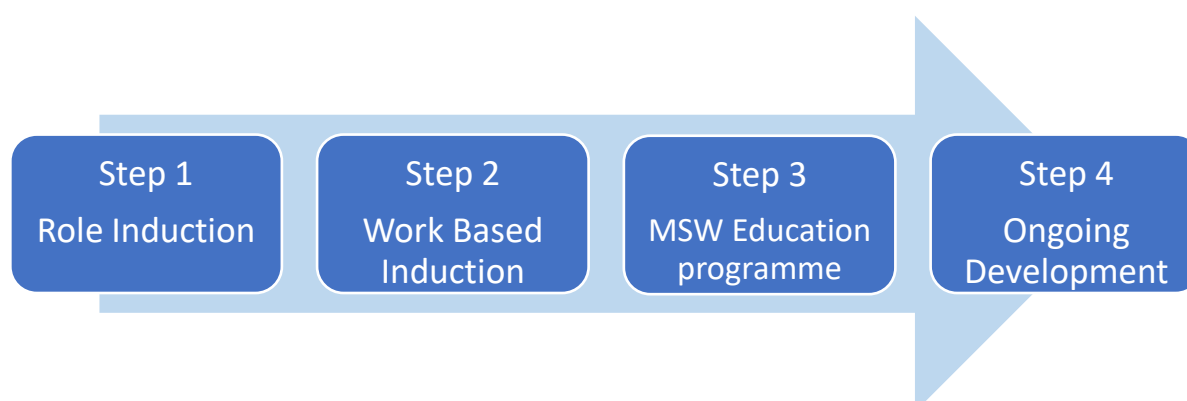 Step 1
Role Induction
Step 2
Work Based
Induction
Step 3
MSW Education
programme
Step 4
Ongoing
Development